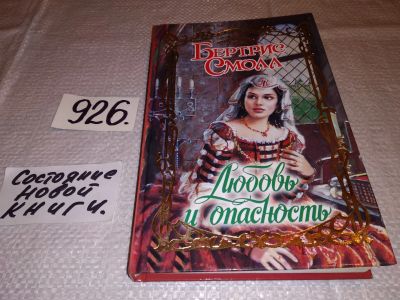 Бертрис
Смолл
926.
Состояние
новой
книги.
Любовь
и опасность